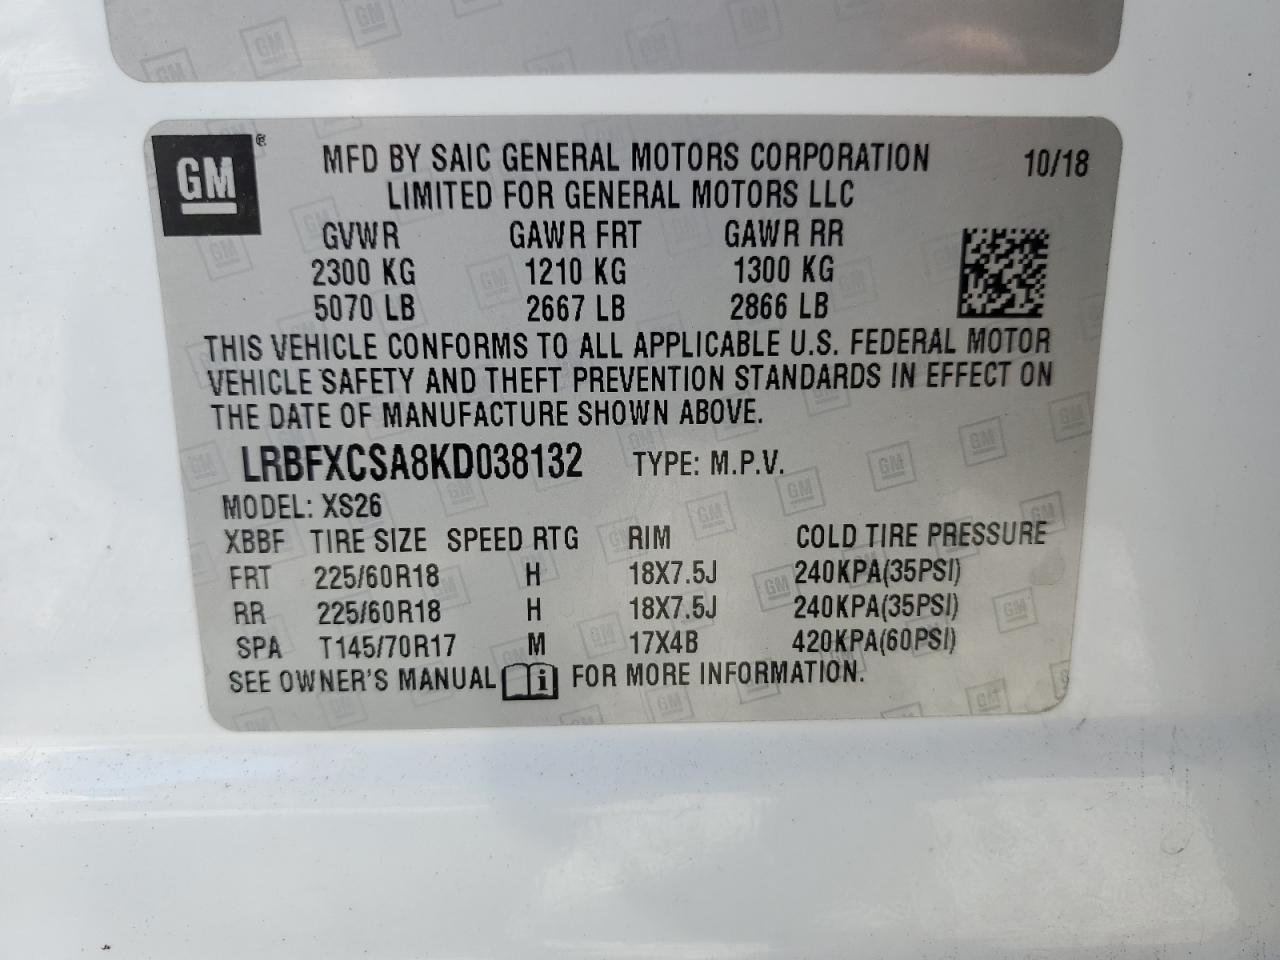 GM ®
MFD BY SAIC GENERAL MOTORS CORPORATION 10/18
LIMITED FOR GENERAL MOTORS LLC
GVWR GAWR FRT GAWR RR
2300 KG 1210 KG 1300 KG
5070 LB 2667 LB 2866 LB
THIS VEHICLE CONFORMS TO ALL APPLICABLE U.S. FEDERAL MOTOR
VEHICLE SAFETY AND THEFT PREVENTION STANDARDS IN EFFECT ON
THE DATE OF MANUFACTURE SHOWN ABOVE.
LRBFXCSA8KD038132 TYPE: M.P.V.
MODEL: XS26
XBBF TIRE SIZE SPEED RTG RIM COLD TIRE PRESSURE
FRT 225/60R18 H 18X7.5J 240KPA(35PSI)
RR 225/60R18 H 18X7.5J 240KPA(35PSI)
SPA T145/70R17 M 17X4B 420KPA(60PSI)
SEE OWNER'S MANUAL i FOR MORE INFORMATION.